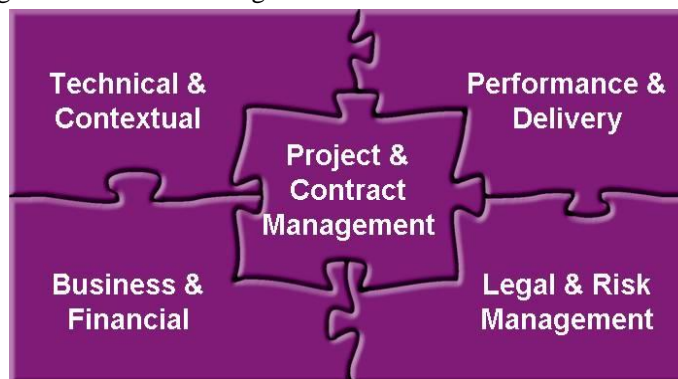 Technical &
Contextual
Performance &
Delivery
Project &
Contract
Management
Business &
Financial
Legal & Risk
Management